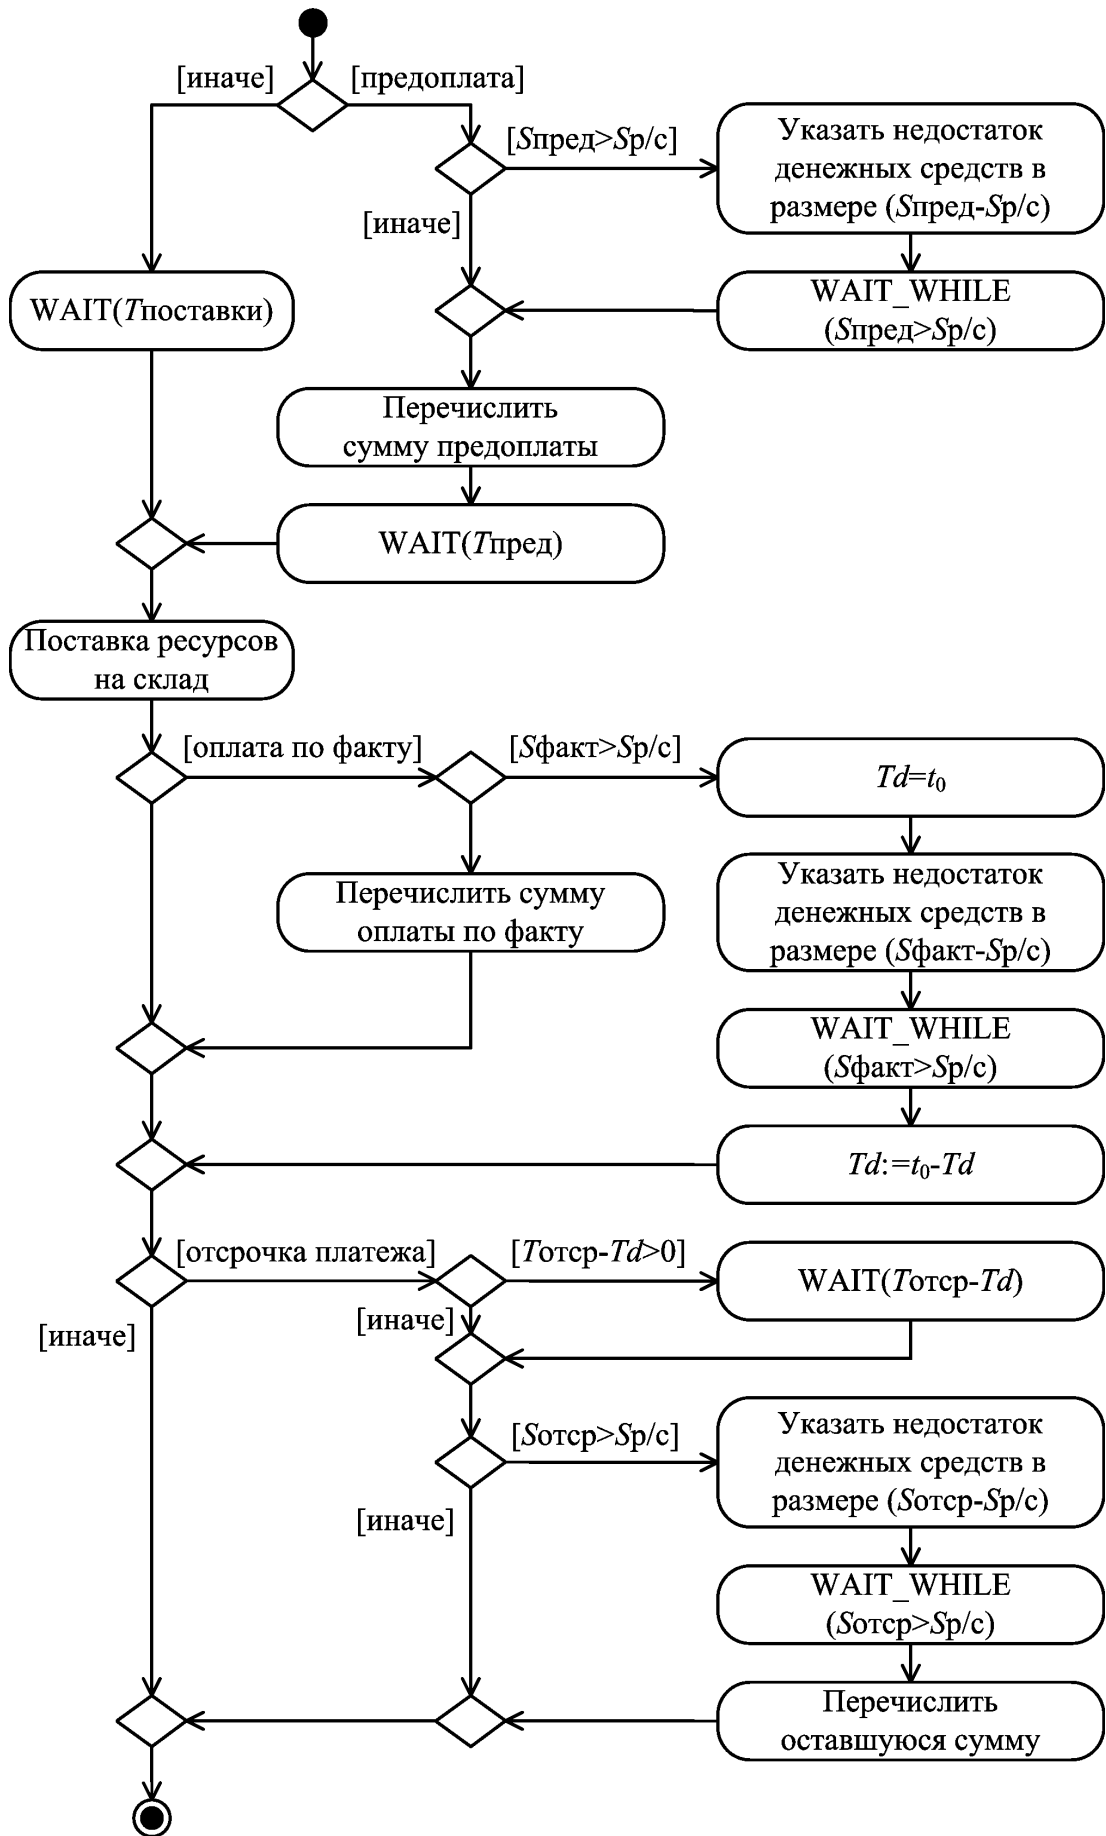 [иначе]
[предоплата]
[Sпред>Sр/с]
Указать недостаток
денежных средств в
размере (Sпред-Sр/с)
[иначе]
WAIT(Tпоставки)
WAIT_WHILE
(Sпред>Sр/с)
Перечислить
сумму предоплаты
WAIT(Tпред)
Поставка ресурсов
на склад
[оплата по факту]
[Sфакт>Sр/с]
Td=t₀
Перечислить сумму
оплаты по факту
Указать недостаток
денежных средств в
размере (Sфакт-Sр/с)
WAIT_WHILE
(Sфакт>Sр/с)
Td:=t₀-Td
[отсрочка платежа]
[Tотср-Td>0]
WAIT(Tотср-Td)
[иначе]
[иначе]
[Sотср>Sр/с]
Указать недостаток
денежных средств в
размере (Sотср-Sр/с)
[иначе]
WAIT_WHILE
(Sотср>Sр/с)
Перечислить
оставшуюся сумму